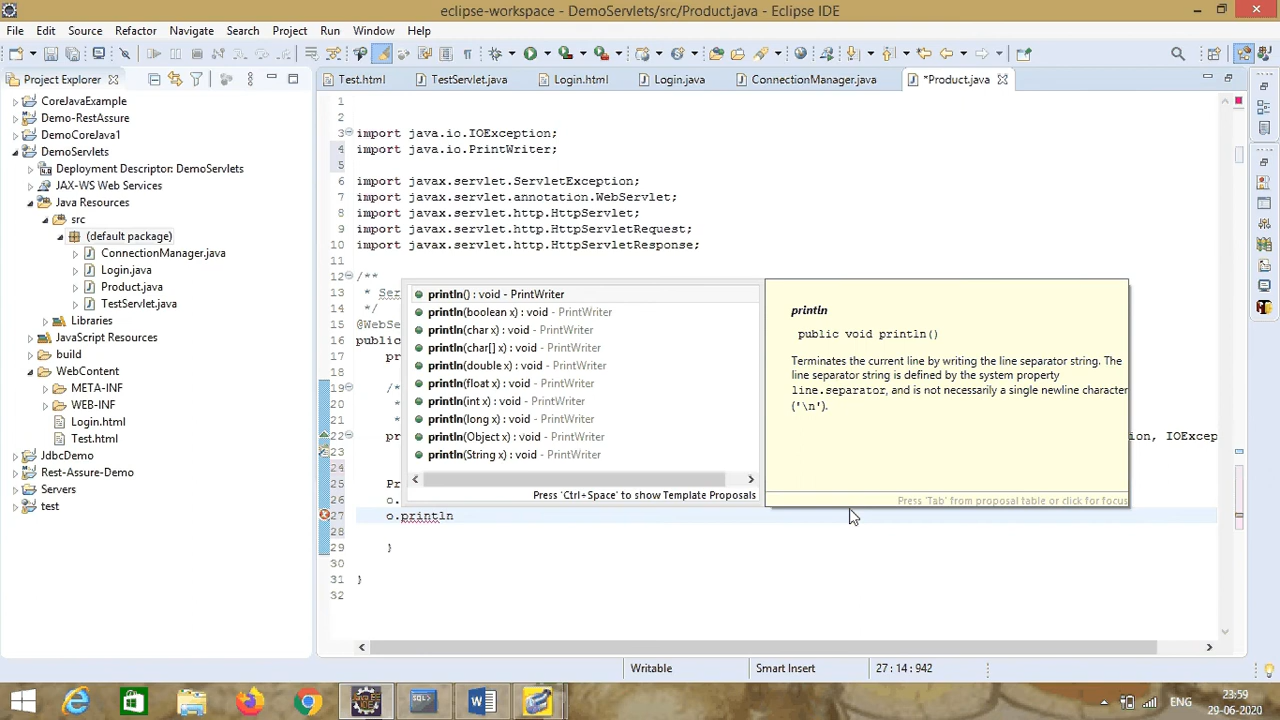 eclipse-workspace - DemoServlets/src/Product.java - Eclipse IDE
File Edit Source Refactor Navigate Search Project Run Window Help
Project Explorer
Test.html TestServlet.java Login.html Login.java ConnectionManager.java *Product.java
CoreJavaExample
Demo-RestAssure
DemoCoreJava1
DemoServlets
Deployment Descriptor: DemoServlets
JAX-WS Web Services
Java Resources
src
(default package)
ConnectionManager.java
Login.java
Product.java
TestServlet.java
Libraries
JavaScript Resources
build
WebContent
META-INF
WEB-INF
Login.html
Test.html
JdbcDemo
Rest-Assure-Demo
Servers
test
1
2
3 import java.io.IOException;
4 import java.io.PrintWriter;
5
6 import javax.servlet.ServletException;
7 import javax.servlet.annotation.WebServlet;
8 import javax.servlet.http.HttpServlet;
9 import javax.servlet.http.HttpServletRequest;
10 import javax.servlet.http.HttpServletResponse;
11
12 /**
13 * Ser
14 */
15 @WebSe
16 public
17 pr
18
19 /*
20 *
21 *
22 pr on, IOExcep
23
24
25 Pr
26 o.
27 o.println
28
29 }
30
31 }
32
println() : void - PrintWriter
println(boolean x) : void - PrintWriter
println(char x) : void - PrintWriter
println(char[] x) : void - PrintWriter
println(double x) : void - PrintWriter
println(float x) : void - PrintWriter
println(int x) : void - PrintWriter
println(long x) : void - PrintWriter
println(Object x) : void - PrintWriter
println(String x) : void - PrintWriter
Press 'Ctrl+Space' to show Template Proposals
println
public void println()
Terminates the current line by writing the line separator string. The
line separator string is defined by the system property
line.separator, and is not necessarily a single newline character
('\n').
Press 'Tab' from proposal table or click for focus
Writable Smart Insert 27 : 14 : 942
ENG
23:59
29-06-2020